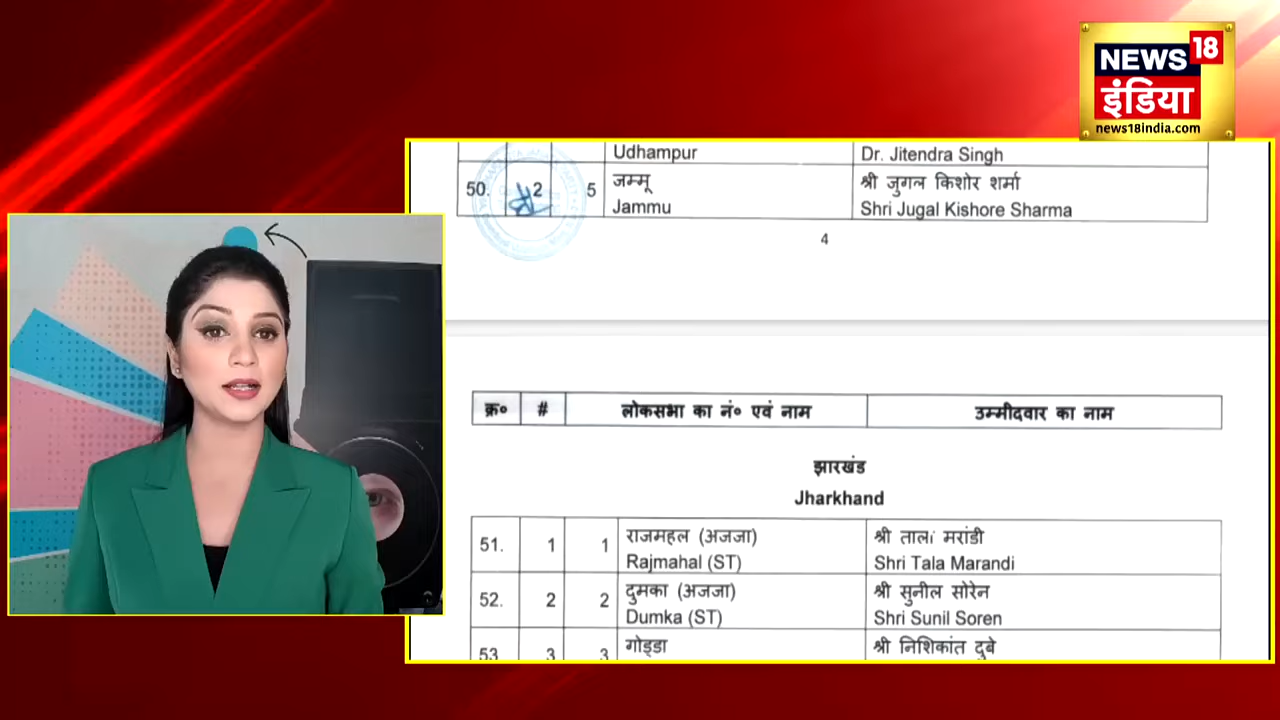 NEWS 18
इंडिया
news18india.com
Udhampur Dr. Jitendra Singh
50. 2 5 जम्मू श्री जुगल किशोर शर्मा
Jammu Shri Jugal Kishore Sharma
4
क्र० # लोकसभा का नं० एवं नाम उम्मीदवार का नाम
झारखंड
Jharkhand
51. 1 1 राजमहल (अजजा) श्री ताला मरांडी
Rajmahal (ST) Shri Tala Marandi
52. 2 2 दुमका (अजजा) श्री सुनील सोरेन
Dumka (ST) Shri Sunil Soren
53 3 3 गोड्डा श्री निशिकांत दुबे